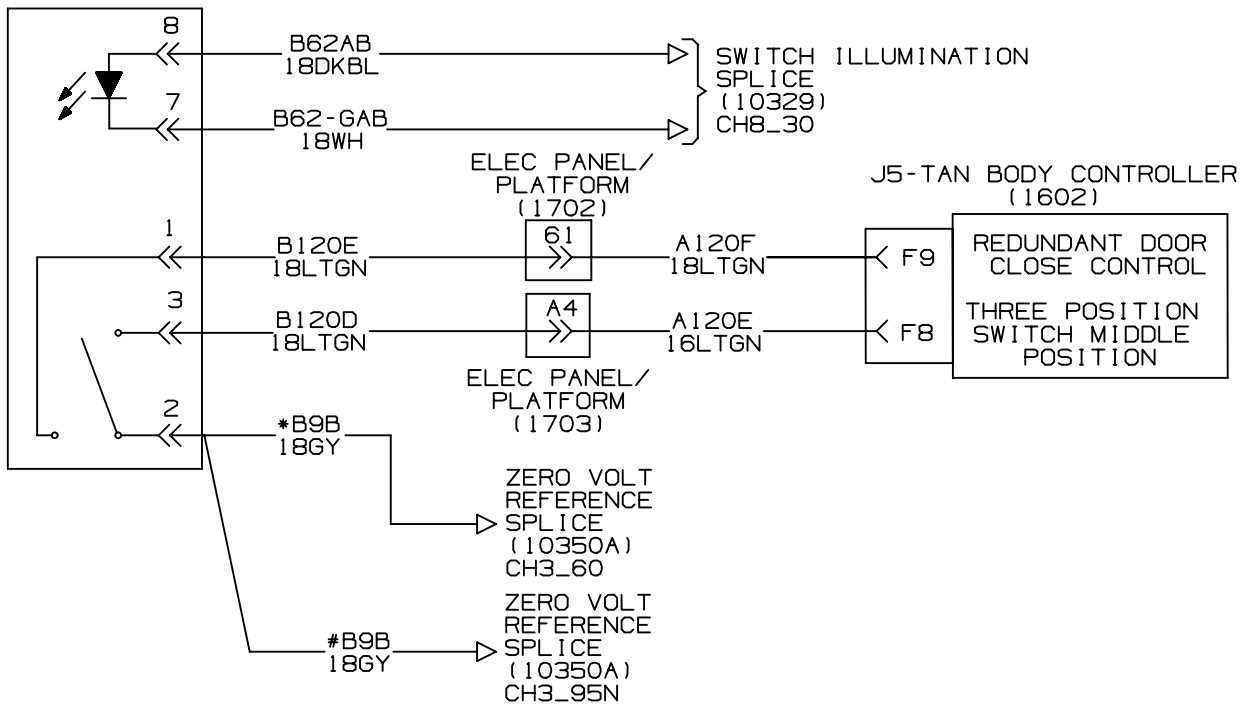 8
B62AB
18DKBL
SWITCH ILLUMINATION
SPLICE
(10329)
CH8_30
7
B62-GAB
18WH
ELEC PANEL/
PLATFORM
(1702)
J5-TAN BODY CONTROLLER
(1602)
1
B120E
18LTGN
61
A120F
18LTGN
F9
REDUNDANT DOOR
CLOSE CONTROL
3
B120D
18LTGN
A4
A120E
16LTGN
F8
THREE POSITION
SWITCH MIDDLE
POSITION
ELEC PANEL/
PLATFORM
(1703)
2
*B9B
18GY
ZERO VOLT
REFERENCE
SPLICE
(10350A)
CH3_60
#B9B
18GY
ZERO VOLT
REFERENCE
SPLICE
(10350A)
CH3_95N